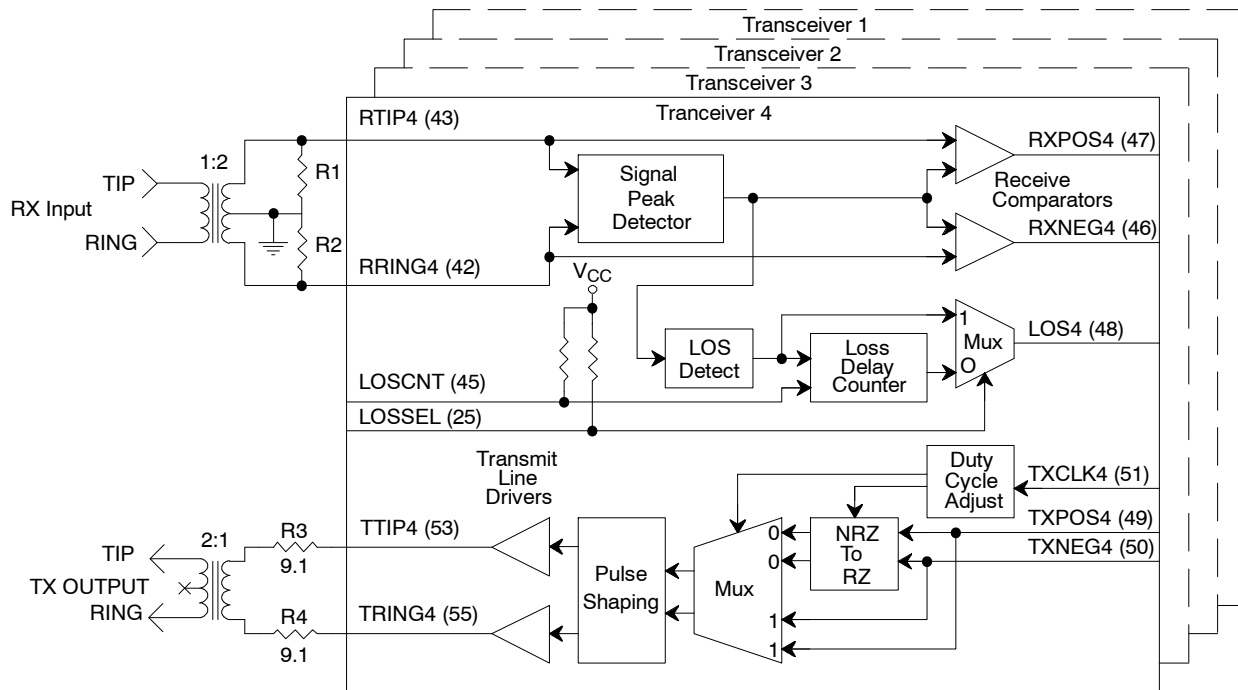 Transceiver 1
Transceiver 2
Transceiver 3
Tranceiver 4
RTIP4 (43)
RXPOS4 (47)
1:2
R1
TIP
RX Input
RING
R2
Signal
Peak
Detector
Receive
Comparators
RXNEG4 (46)
RRING4 (42)
VCC
1
Mux
O
LOS4 (48)
LOS
Detect
Loss
Delay
Counter
LOSCNT (45)
LOSSEL (25)
Transmit
Line
Drivers
Duty
Cycle
Adjust
TXCLK4 (51)
TXPOS4 (49)
TXNEG4 (50)
TTIP4 (53)
R3
9.1
2:1
TIP
TX OUTPUT
RING
R4
9.1
TRING4 (55)
Pulse
Shaping
Mux
0
0
1
1
NRZ
To
RZ